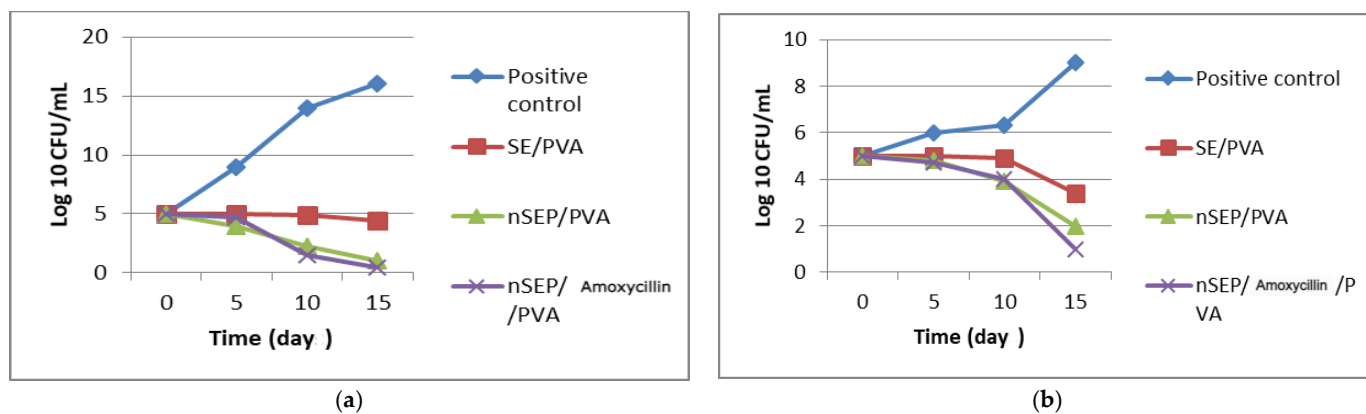 20
15
10
5
0
0 5 10 15
Log 10 CFU/mL
Time (day )
Positive
control
SE/PVA
nSEP/PVA
nSEP/ Amoxycillin
/PVA
(a)
10
8
6
4
2
0
0 5 10 15
Log 10 CFU/mL
Time (day )
Positive control
SE/PVA
nSEP/PVA
nSEP/ Amoxycillin /P
VA
(b)